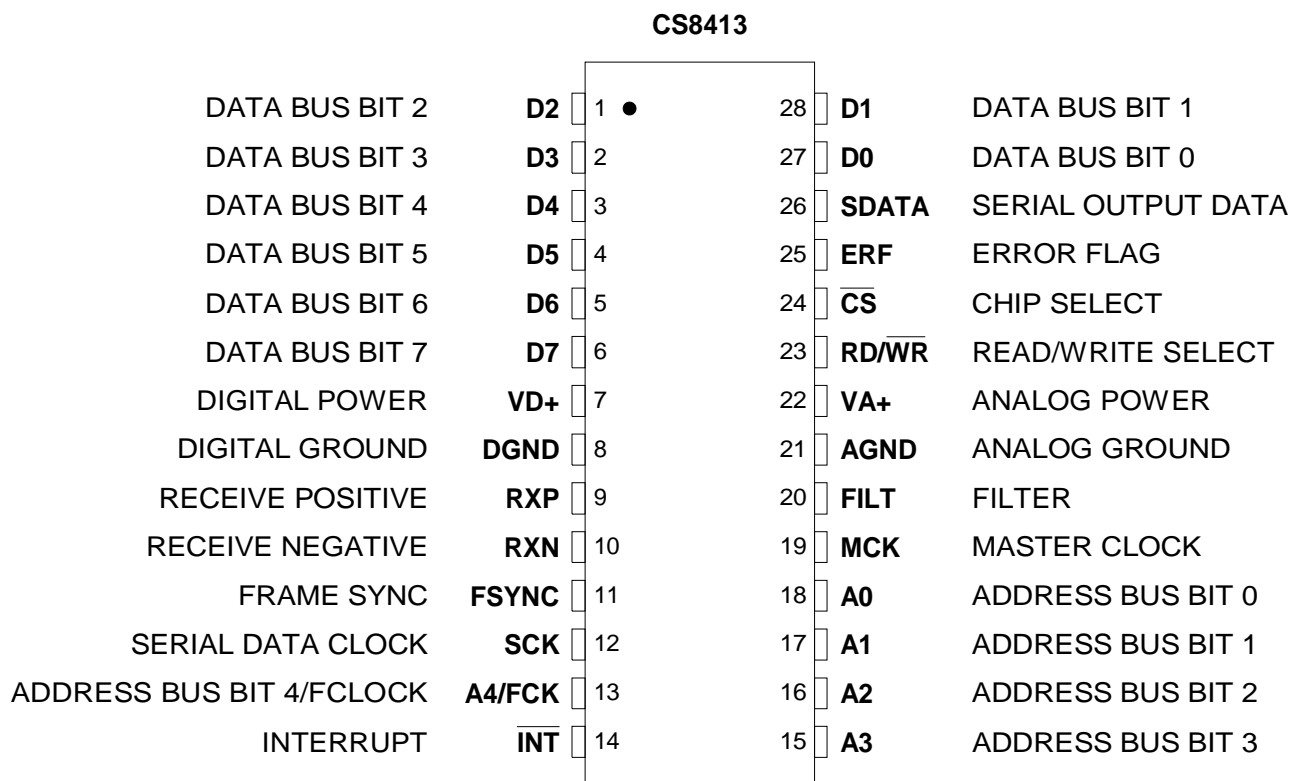 CS8413
DATA BUS BIT 2 D2 1 28 D1 DATA BUS BIT 1
DATA BUS BIT 3 D3 2 27 D0 DATA BUS BIT 0
DATA BUS BIT 4 D4 3 26 SDATA SERIAL OUTPUT DATA
DATA BUS BIT 5 D5 4 25 ERF ERROR FLAG
DATA BUS BIT 6 D6 5 24 C̅S̅ CHIP SELECT
DATA BUS BIT 7 D7 6 23 RD/W̅R̅ READ/WRITE SELECT
DIGITAL POWER VD+ 7 22 VA+ ANALOG POWER
DIGITAL GROUND DGND 8 21 AGND ANALOG GROUND
RECEIVE POSITIVE RXP 9 20 FILT FILTER
RECEIVE NEGATIVE RXN 10 19 MCK MASTER CLOCK
FRAME SYNC FSYNC 11 18 A0 ADDRESS BUS BIT 0
SERIAL DATA CLOCK SCK 12 17 A1 ADDRESS BUS BIT 1
ADDRESS BUS BIT 4/FCLOCK A4/FCK 13 16 A2 ADDRESS BUS BIT 2
INTERRUPT I̅N̅T̅ 14 15 A3 ADDRESS BUS BIT 3